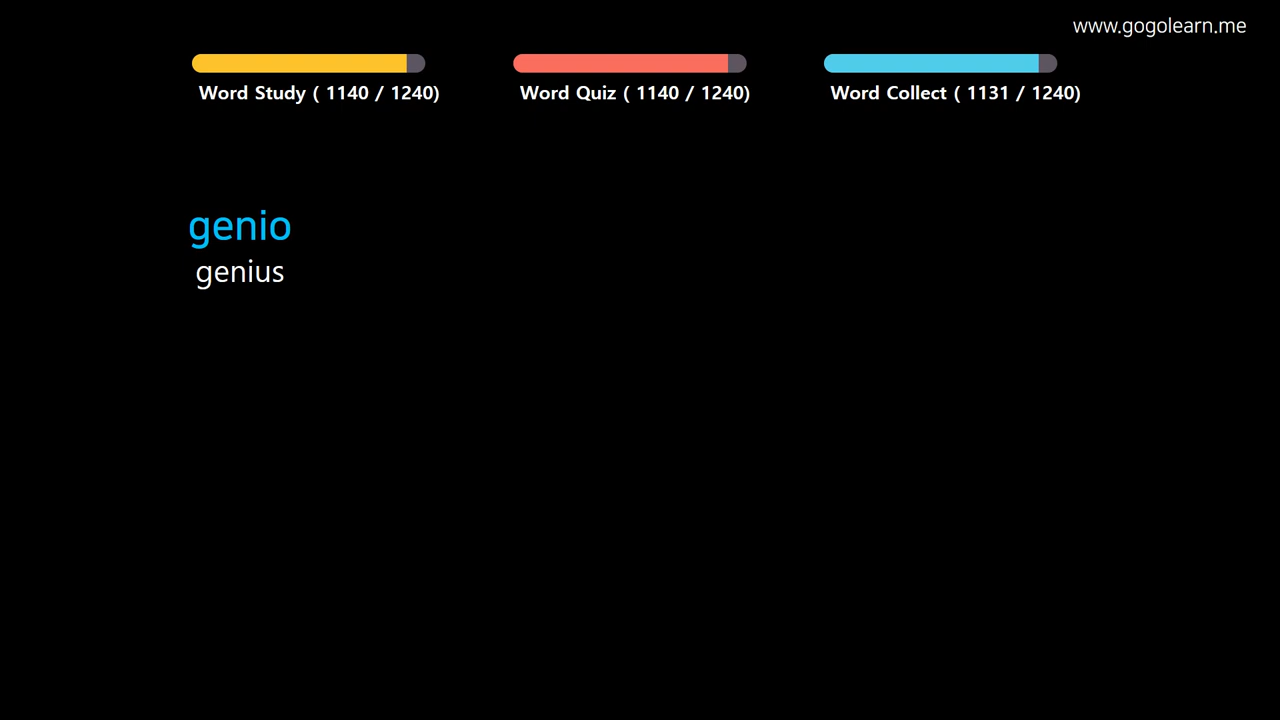 www.gogolearn.me
Word Study ( 1140 / 1240)
Word Quiz ( 1140 / 1240)
Word Collect ( 1131 / 1240)
genio
genius